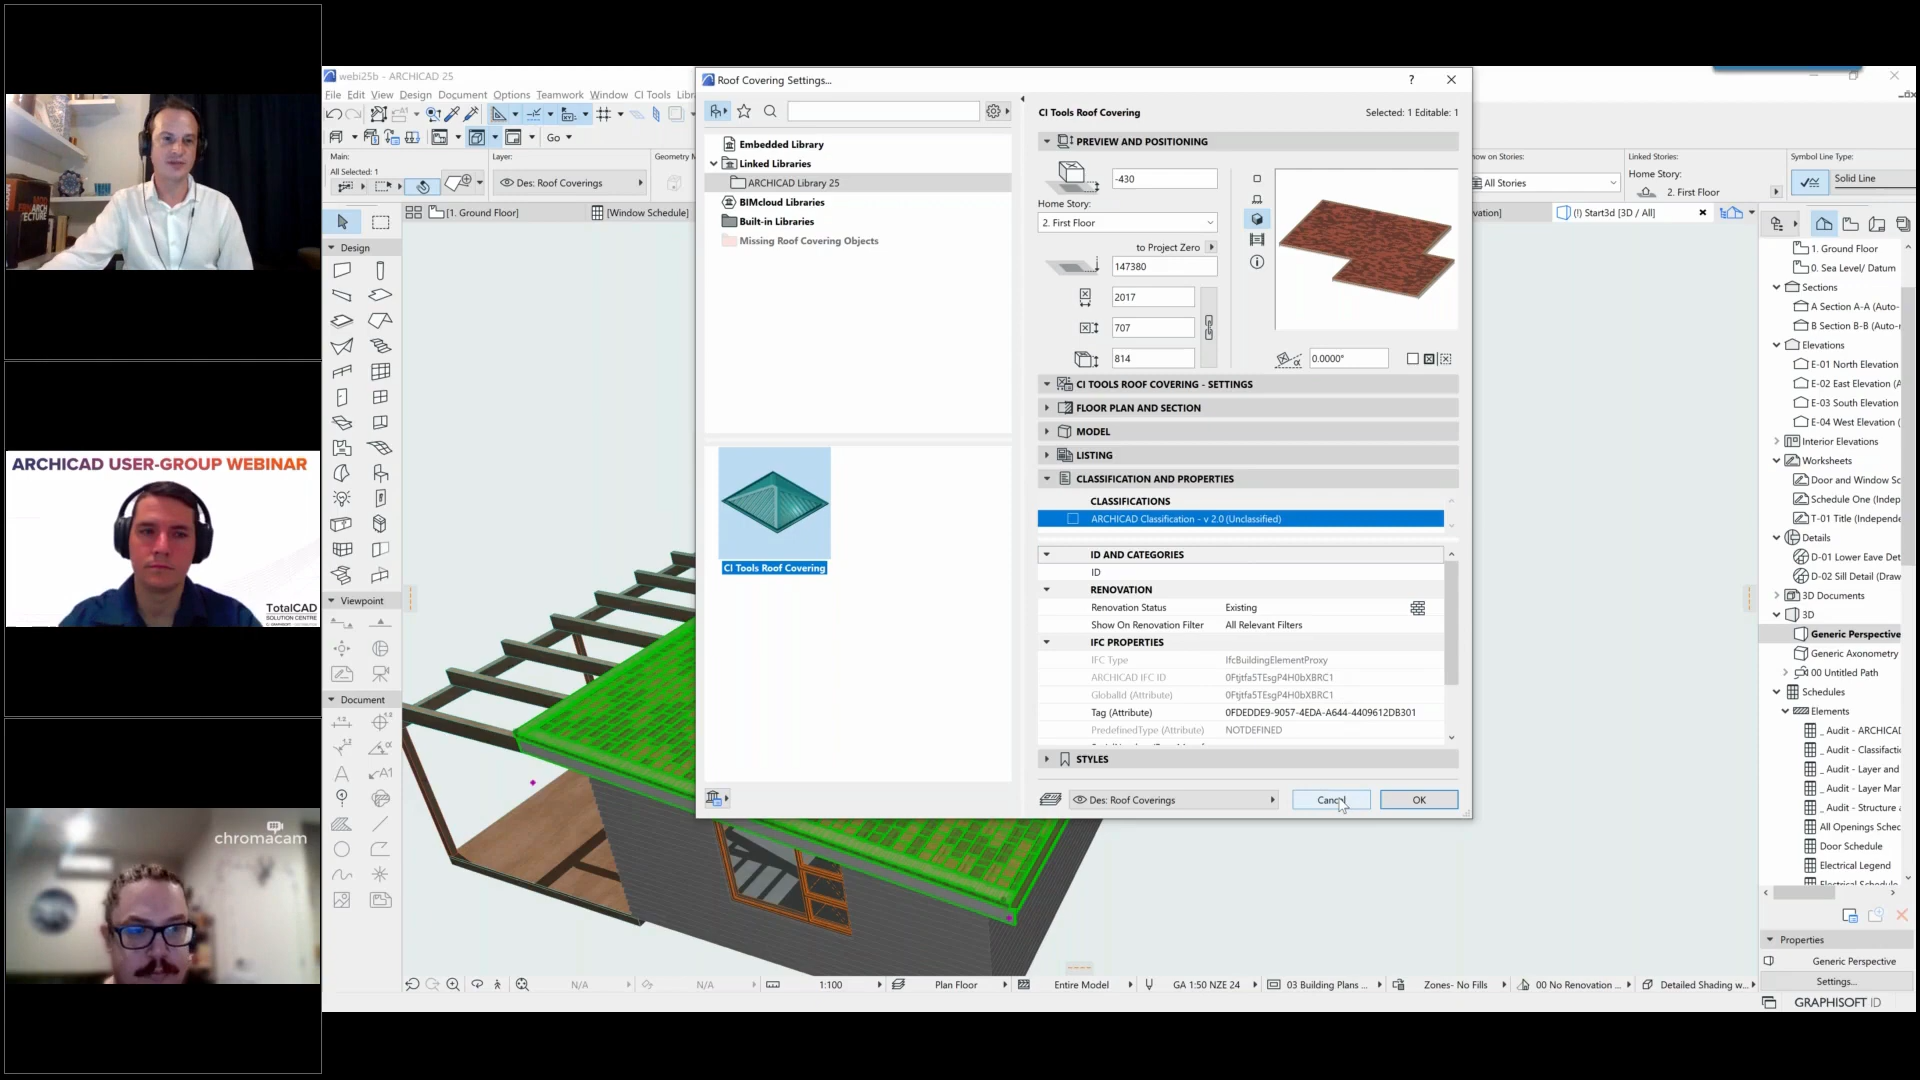 webi25b - ARCHICAD 25
File Edit View Design Document Options Teamwork Window CI Tools
Go
Main:
All Selected: 1
Layer:
Des: Roof Coverings
[1. Ground Floor]
[Window Schedule]
Design
Viewpoint
Document
ARCHICAD USER-GROUP WEBINAR
TotalCAD
SOLUTION CENTRE
chromacam
Roof Covering Settings...
?
Embedded Library
Linked Libraries
ARCHICAD Library 25
BIMcloud Libraries
Built-in Libraries
Missing Roof Covering Objects
CI Tools Roof Covering
CI Tools Roof Covering
Selected: 1 Editable: 1
PREVIEW AND POSITIONING
-430
Home Story:
2. First Floor
to Project Zero
147380
2017
707
814
0.0000°
CI TOOLS ROOF COVERING - SETTINGS
FLOOR PLAN AND SECTION
MODEL
LISTING
CLASSIFICATION AND PROPERTIES
CLASSIFICATIONS
ARCHICAD Classification - v 2.0 (Unclassified)
ID AND CATEGORIES
ID
RENOVATION
Renovation Status Existing
Show On Renovation Filter All Relevant Filters
IFC PROPERTIES
IFC Type IfcBuildingElementProxy
ARCHICAD IFC ID 0Ftjtfa5TEsgP4H0bXBRC1
GlobalId (Attribute) 0Ftjtfa5TEsgP4H0bXBRC1
Tag (Attribute) 0FDEDDE9-9057-4EDA-A644-4409612DB301
PredefinedType (Attribute) NOTDEFINED
STYLES
Des: Roof Coverings
Cancel
OK
how on Stories:
All Stories
Linked Stories:
Home Story:
2. First Floor
Symbol Line Type:
Solid Line
vation]
(!) Start3d [3D / All]
1. Ground Floor
0. Sea Level/ Datum
Sections
A Section A-A (Auto-
B Section B-B (Auto-
Elevations
E-01 North Elevation
E-02 East Elevation (A
E-03 South Elevation
E-04 West Elevation (
Interior Elevations
Worksheets
Door and Window Sc
Schedule One (Indep
T-01 Title (Independe
Details
D-01 Lower Eave Det
D-02 Sill Detail (Draw
3D Documents
3D
Generic Perspective
Generic Axonometry
00 Untitled Path
Schedules
Elements
_ Audit - ARCHICAD
_ Audit - Classifactio
_ Audit - Layer and
_ Audit - Layer Mar
_ Audit - Structure a
All Openings Sched
Door Schedule
Electrical Legend
Electrical Schedule
Properties
Generic Perspective
Settings...
GRAPHISOFT ID
N/A
N/A
1:100
Plan Floor
Entire Model
GA 1:50 NZE 24
03 Building Plans ...
Zones- No Fills
00 No Renovation ...
Detailed Shading w...